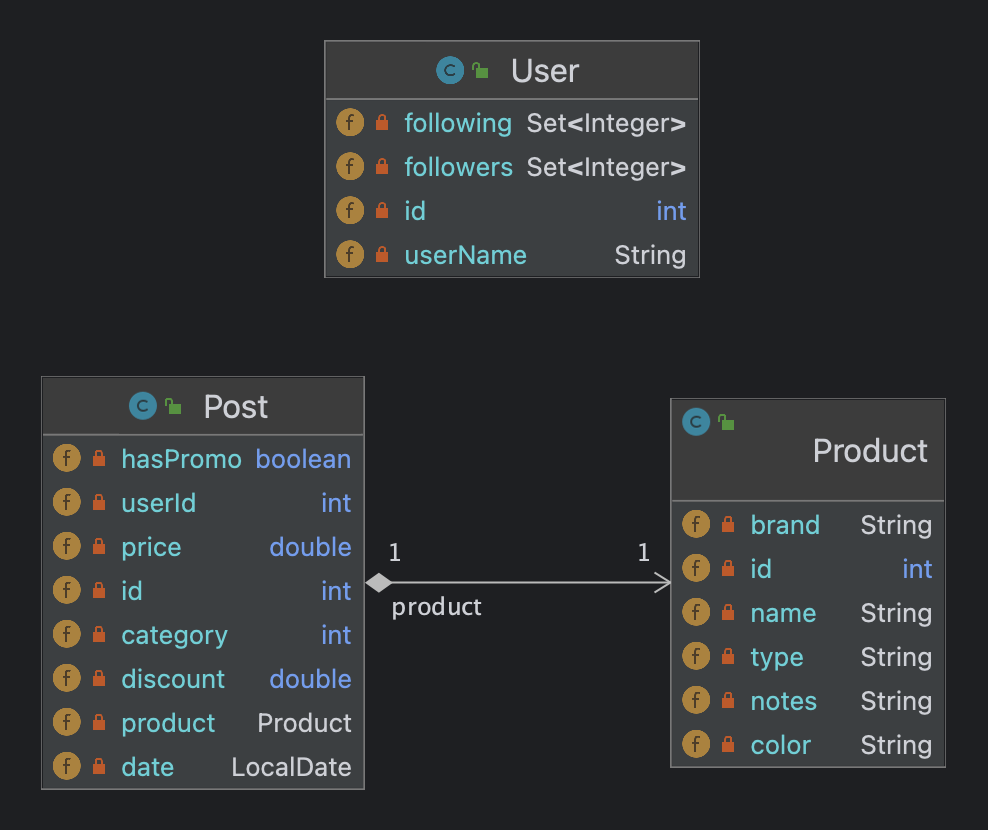 User
following Set<Integer>
followers Set<Integer>
id int
userName String
Post
hasPromo boolean
userId int
price double
id int
category int
discount double
product Product
date LocalDate
1
1
product
Product
brand String
id int
name String
type String
notes String
color String